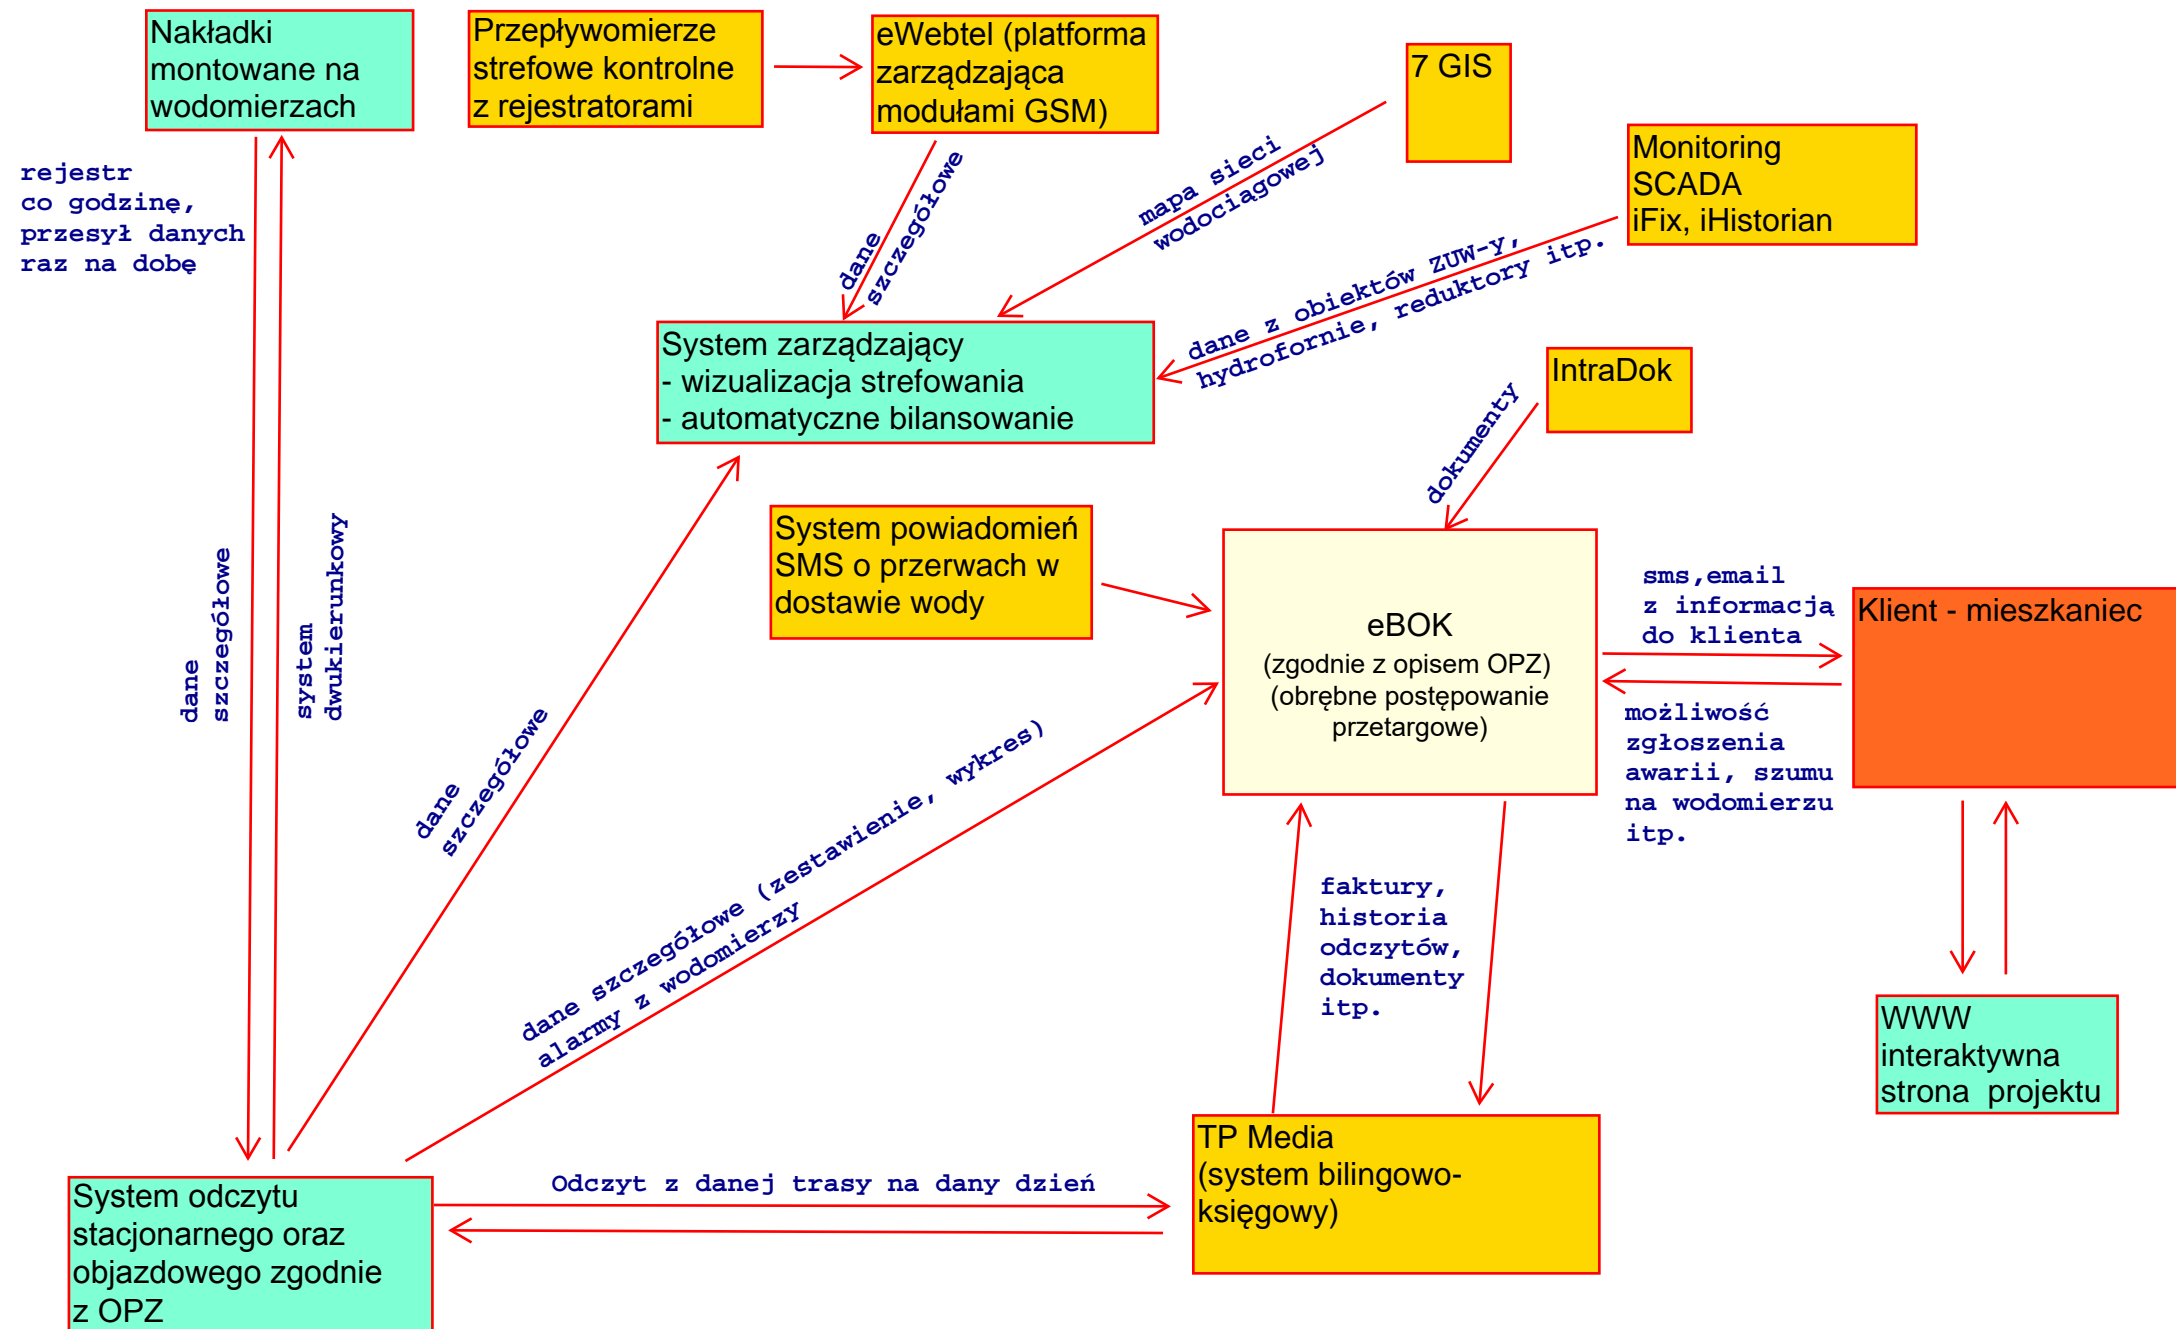 Nakładki
montowane na
wodomierzach
Przepływomierze
strefowe kontrolne
z rejestratorami
eWebtel (platforma
zarządzająca
modułami GSM)
7 GIS
Monitoring
SCADA
iFix, iHistorian
rejestr
co godzinę,
przesył danych
raz na dobę
dane
szczegółowe
mapa sieci
wodociągowej
dane z obiektów ZUW-y,
hydrofornie, reduktory itp.
System zarządzający
- wizualizacja strefowania
- automatyczne bilansowanie
IntraDok
dokumenty
dane
szczegółowe
system
dwukierunkowy
System powiadomień
SMS o przerwach w
dostawie wody
eBOK
(zgodnie z opisem OPZ)
(obrębne postępowanie
przetargowe)
sms,email
z informacją
do klienta
Klient - mieszkaniec
możliwość
zgłoszenia
awarii, szumu
na wodomierzu
itp.
dane
szczegółowe
dane szczegółowe (zestawienie, wykres)
alarmy z wodomierzy
faktury,
historia
odczytów,
dokumenty
itp.
WWW
interaktywna
strona  projektu
System odczytu
stacjonarnego oraz
objazdowego zgodnie
z OPZ
Odczyt z danej trasy na dany dzień
TP Media
(system bilingowo-
księgowy)